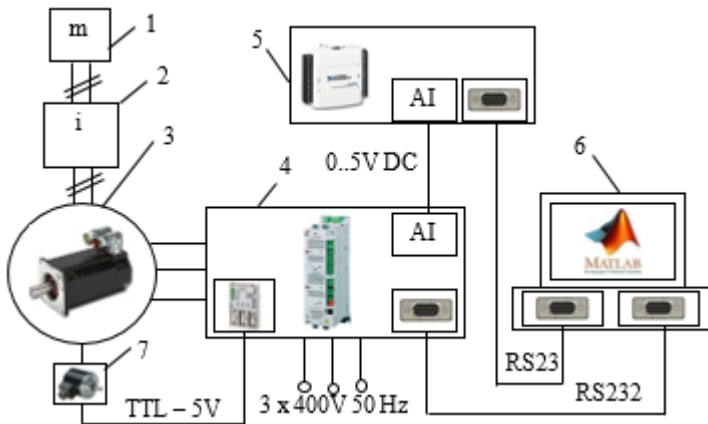 m
1
5
2
i
AI
3
0..5V DC
6
4
AI
MATLAB
7
RS23
RS232
TTL – 5V
3 x 400V 50 Hz